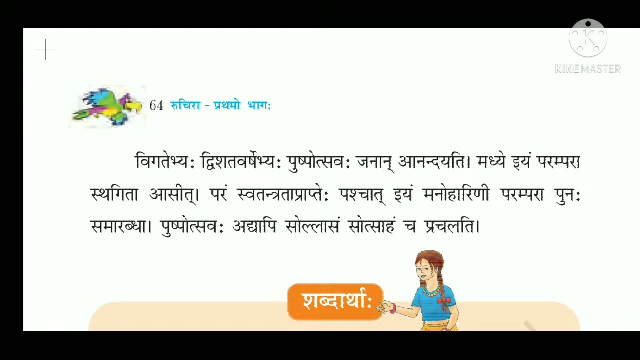 KINEMASTER
64 रुचिरा - प्रथमो भागः
विगतेभ्यः द्विशतवर्षेभ्यः पुष्पोत्सवः जनान् आनन्दयति। मध्ये इयं परम्परा
स्थगिता आसीत्। परं स्वतन्त्रताप्राप्तेः पश्चात् इयं मनोहारिणी परम्परा पुनः
समारब्धा। पुष्पोत्सवः अद्यापि सोल्लासं सोत्साहं च प्रचलति।
शब्दार्थाः